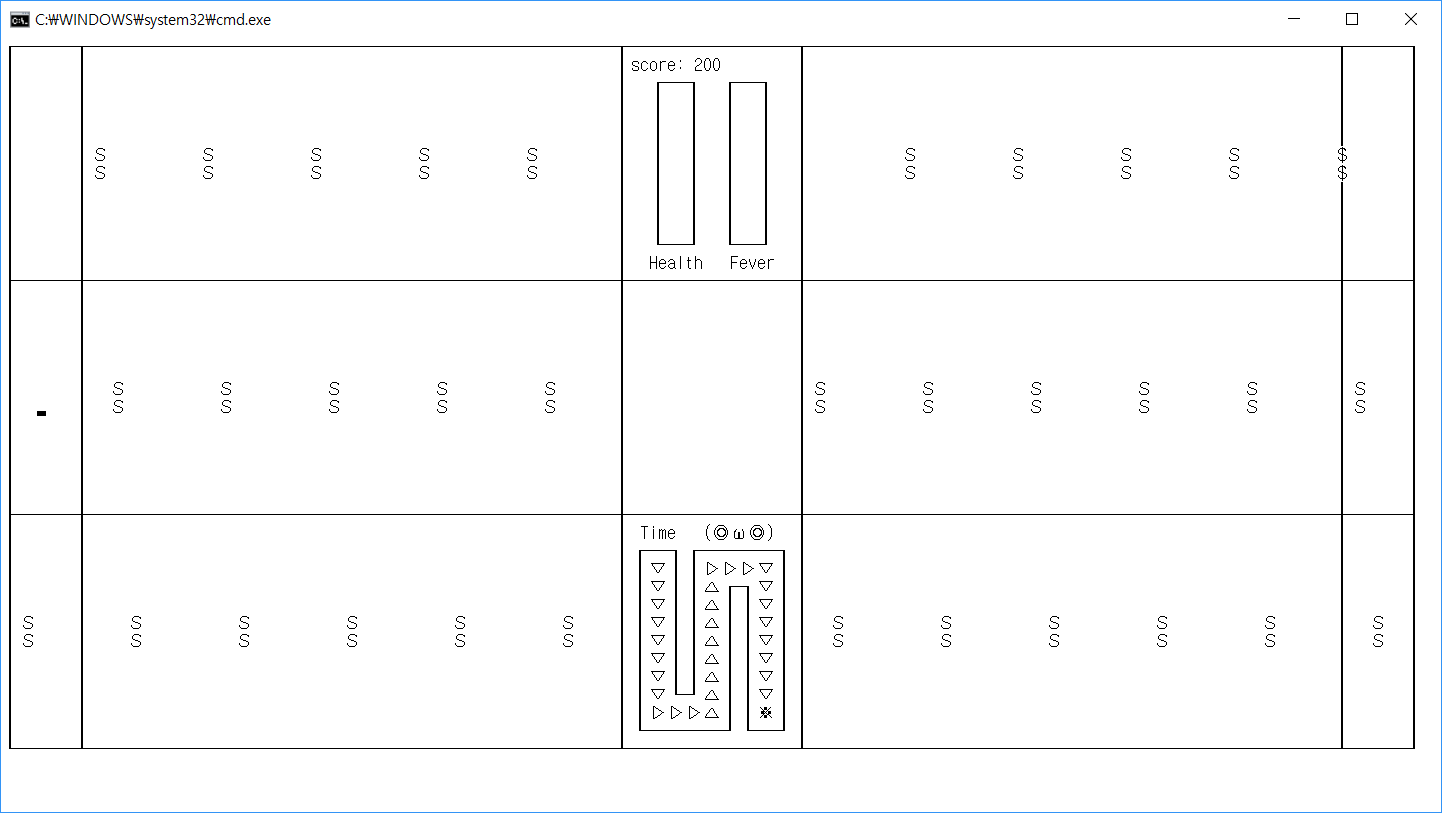 C:₩WINDOWS₩system32₩cmd.exe
score: 200
S S S S S S S S S S
S S S S S S S S S S
Health Fever
S S S S S S S S S S S
S S S S S S S S S S S
Time (◎ω◎)
▽ ▷▷▷▽
▽ △ ▽
▽ △ ▽
S S S S S S ▽ △ ▽ S S S S S S
S S S S S S ▽ △ ▽ S S S S S S
▽ △ ▽
▽ △ ▽
▽ △ ▽
▷▷▷△ ※